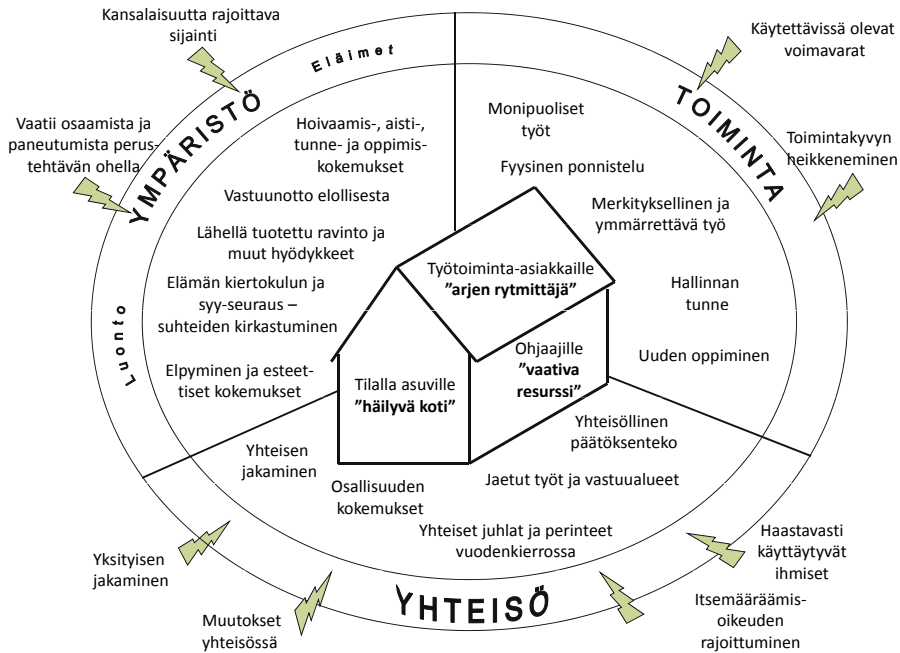 Kansalaisuutta rajoittava
sijainti
Vaatii osaamista ja
paneutumista perus-
tehtävän ohella
YMPÄRISTÖ
Eläimet
Luonto
Hoivaamis-, aisti-,
tunne- ja oppimis-
kokemukset
Vastuunotto elollisesta
Lähellä tuotettu ravinto ja
muut hyödykkeet
Elämän kiertokulun ja
syy-seuraus –
suhteiden kirkastuminen
Elpyminen ja esteet-
tiset kokemukset
Käytettävissä olevat
voimavarat
Toimintakyvyn
heikkeneminen
TOIMINTA
Monipuoliset
työt
Fyysinen ponnistelu
Merkityksellinen ja
ymmärrettävä työ
Hallinnan
tunne
Uuden oppiminen
Työtoiminta-asiakkaille
”arjen rytmittäjä”
Tilalla asuville
”häilyvä koti”
Ohjaajille
”vaativa
resurssi”
Yhteisöllinen
päätöksenteko
Yhteisen
jakaminen
Jaetut työt ja vastuualueet
Osallisuuden
kokemukset
Yhteiset juhlat ja perinteet
vuodenkierrossa
YHTEISÖ
Yksityisen
jakaminen
Muutokset
yhteisössä
Haastavasti
käyttäytyvät
ihmiset
Itsemääräämis-
oikeuden
rajoittuminen